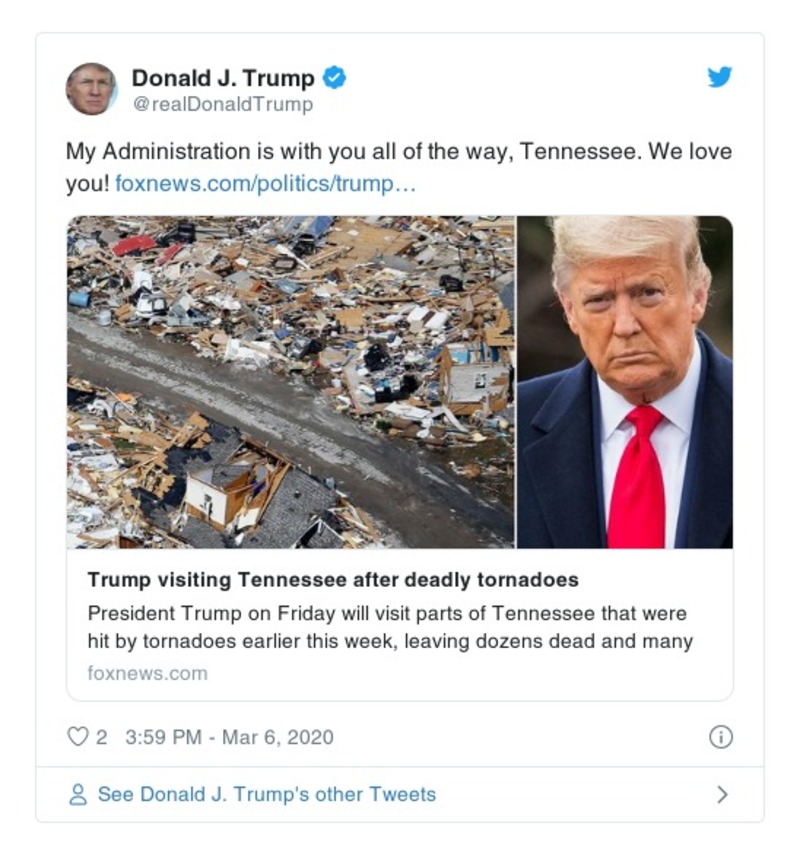 Donald J. Trump
@realDonaldTrump
My Administration is with you all of the way, Tennessee. We love
you! foxnews.com/politics/trump…
Trump visiting Tennessee after deadly tornadoes
President Trump on Friday will visit parts of Tennessee that were
hit by tornadoes earlier this week, leaving dozens dead and many
foxnews.com
2 3:59 PM - Mar 6, 2020
See Donald J. Trump's other Tweets